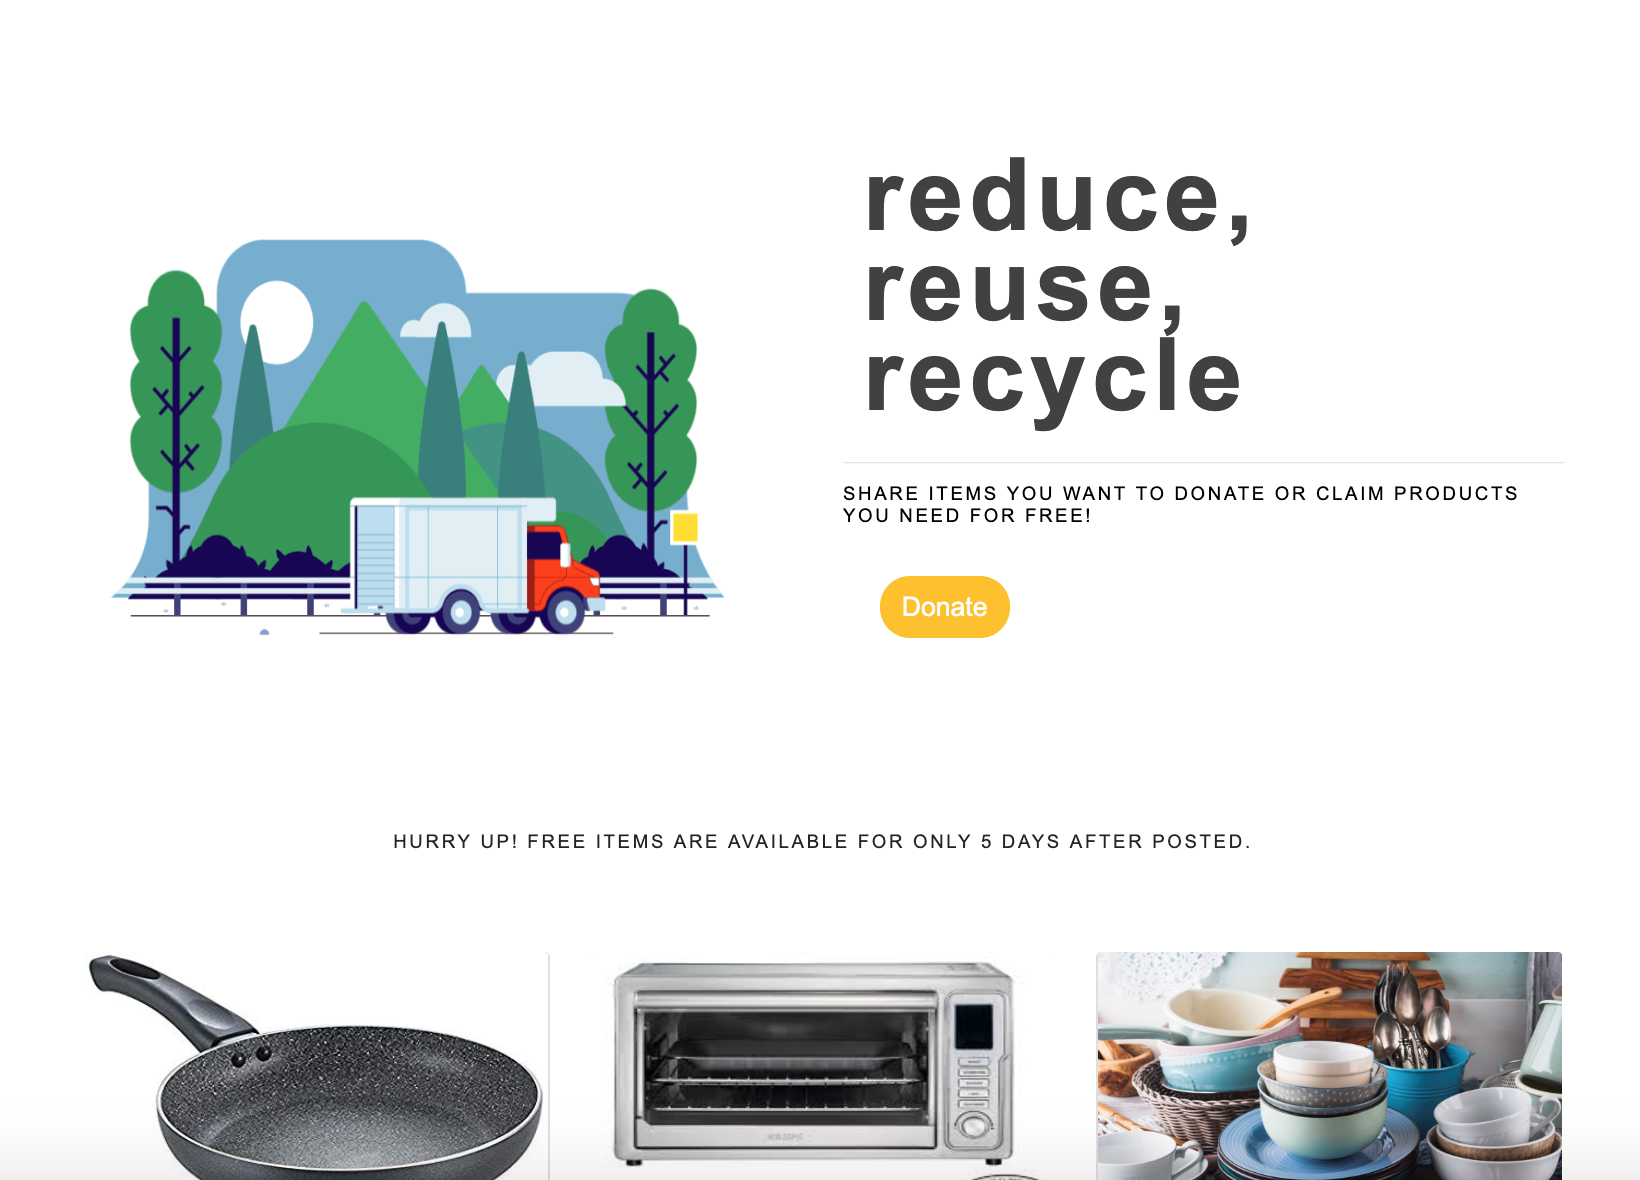 reduce,
reuse,
recycle
SHARE ITEMS YOU WANT TO DONATE OR CLAIM PRODUCTS
YOU NEED FOR FREE!
Donate
HURRY UP! FREE ITEMS ARE AVAILABLE FOR ONLY 5 DAYS AFTER POSTED.